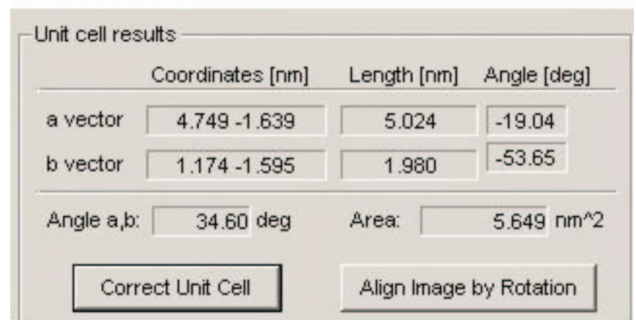 Unit cell results
Coordinates [nm] Length [nm] Angle [deg]
a vector 4.749 -1.639 5.024 -19.04
b vector 1.174 -1.595 1.980 -53.65
Angle a,b: 34.60 deg Area: 5.649 nm^2
Correct Unit Cell Align Image by Rotation